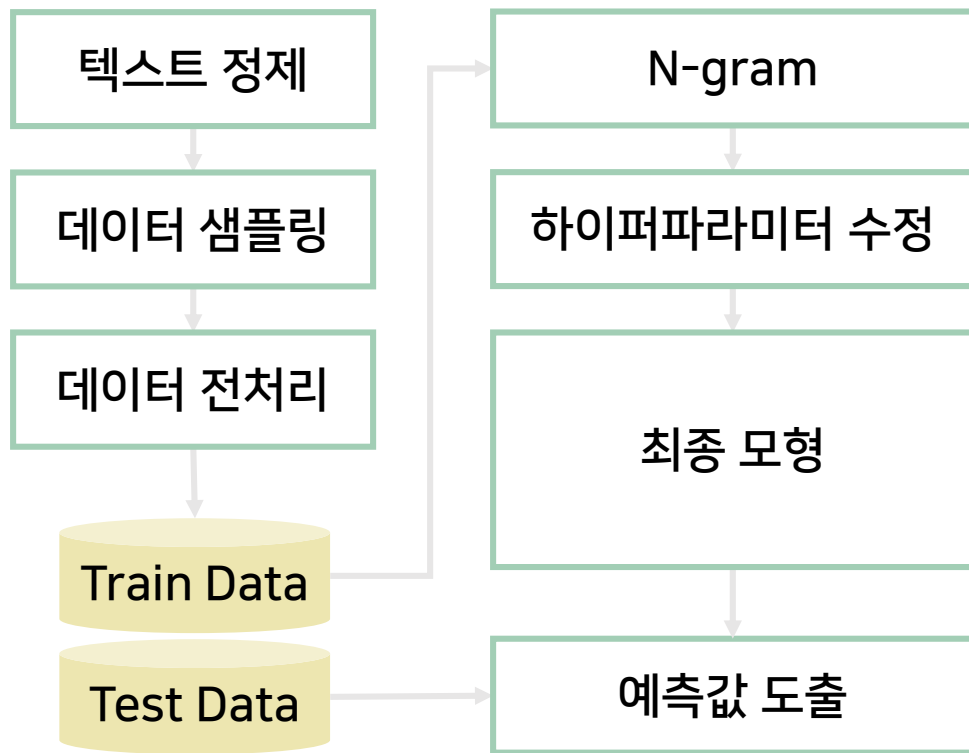 텍스트 정제
데이터 샘플링
데이터 전처리
Train Data
Test Data
N-gram
하이퍼파라미터 수정
최종 모형
예측값 도출